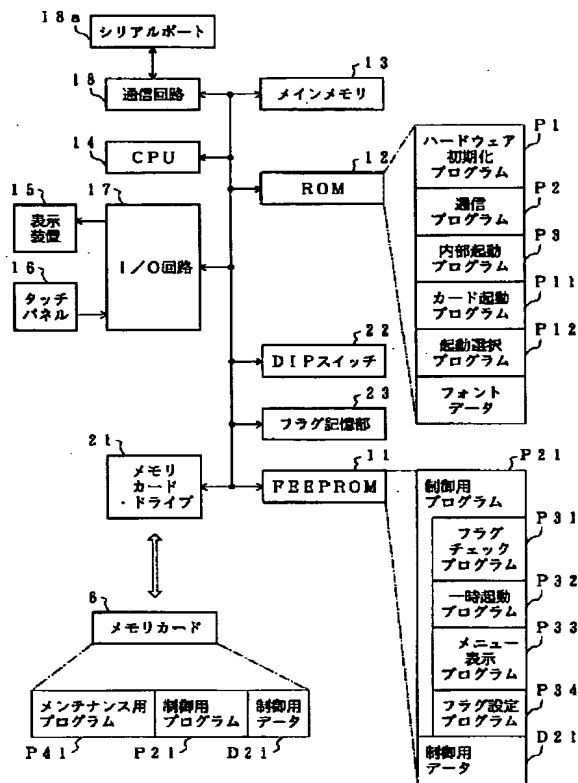 18a
シリアルポート
18
通信回路
13
メインメモリ
14
CPU
12
ROM
15
表示
装置
17
I/O回路
16
タッチ
パネル
P1
ハードウェア
初期化
プログラム
P2
通信
プログラム
P3
内部起動
プログラム
P11
カード起動
プログラム
P12
起動選択
プログラム
フォント
データ
22
DIPスイッチ
23
フラグ記憶部
21
メモリ
カード
・ドライブ
11
FEEPROM
P21
制御用
プログラム
P31
フラグ
チェック
プログラム
P32
一時起動
プログラム
P33
メニュー
表示
プログラム
P34
フラグ設定
プログラム
D21
制御用
データ
6
メモリカード
メンテナンス用
プログラム
制御用
プログラム
制御用
データ
P41
P21
D21